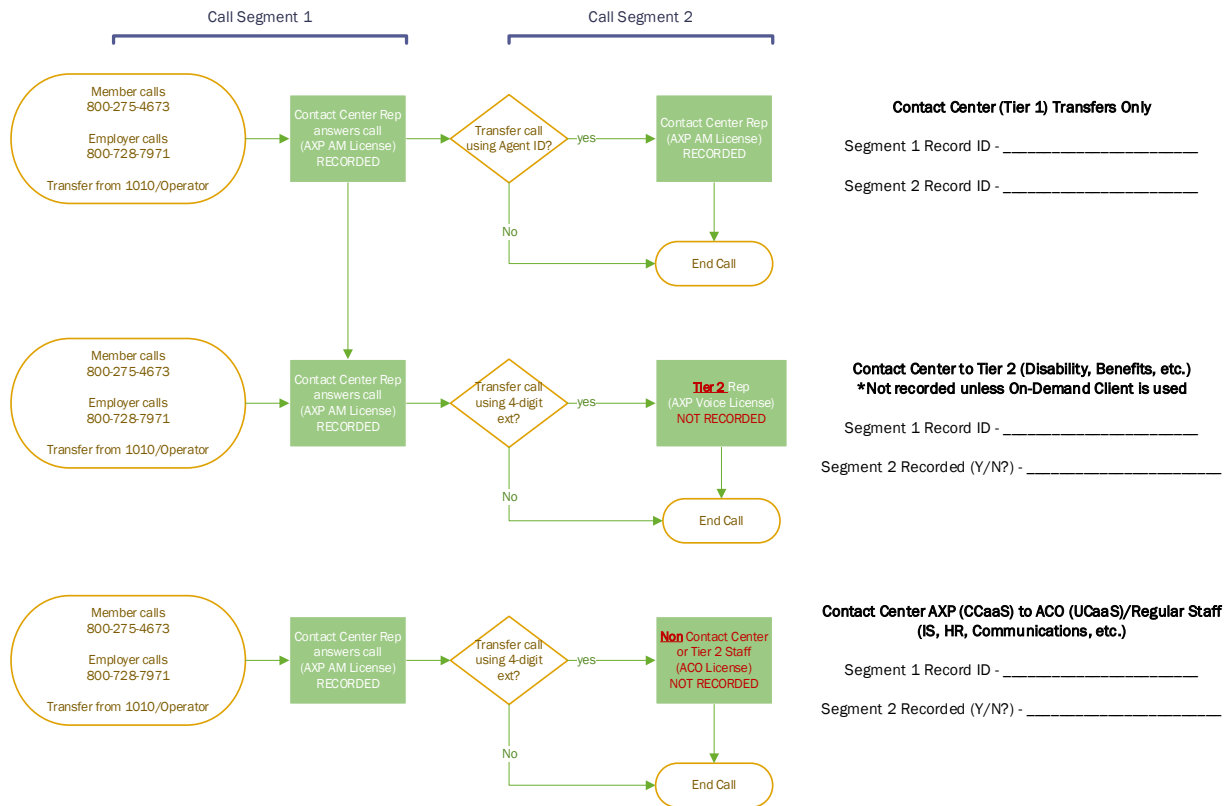 Call Segment 1
Call Segment 2
Member calls
800-275-4673
Employer calls
800-728-7971
Transfer from 1010/Operator
Contact Center Rep
answers call
(AXP AM License)
RECORDED
Transfer call
using Agent ID?
yes
Contact Center Rep
(AXP AM License)
RECORDED
No
End Call
Contact Center (Tier 1) Transfers Only
Segment 1 Record ID - ________________________
Segment 2 Record ID - ________________________
Member calls
800-275-4673
Employer calls
800-728-7971
Transfer from 1010/Operator
Contact Center Rep
answers call
(AXP AM License)
RECORDED
Transfer call
using 4-digit
ext?
yes
Tier 2 Rep
(AXP Voice License)
NOT RECORDED
No
End Call
Contact Center to Tier 2 (Disability, Benefits, etc.)
*Not recorded unless On-Demand Client is used
Segment 1 Record ID - ________________________
Segment 2 Recorded (Y/N?) - ________________________
Member calls
800-275-4673
Employer calls
800-728-7971
Transfer from 1010/Operator
Contact Center Rep
answers call
(AXP AM License)
RECORDED
Transfer call
using 4-digit
ext?
yes
Non Contact Center
or Tier 2 Staff
(ACO License)
NOT RECORDED
No
End Call
Contact Center AXP (CCaaS) to ACO (UCaaS)/Regular Staff
(IS, HR, Communications, etc.)
Segment 1 Record ID - ________________________
Segment 2 Recorded (Y/N?) - ________________________